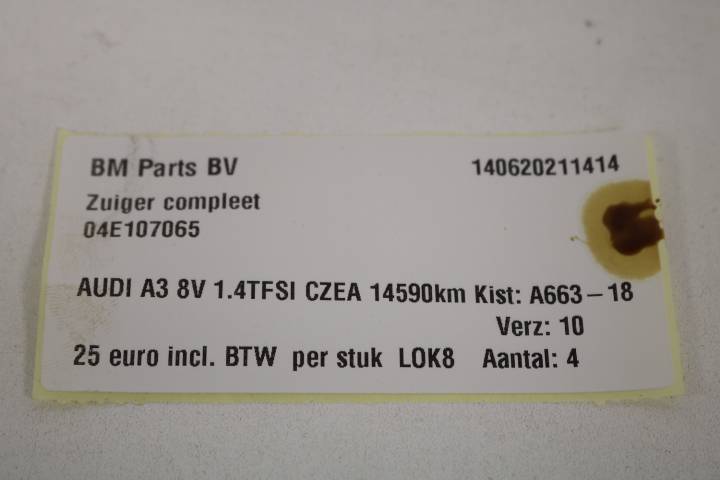 BM Parts BV 140620211414
Zuiger compleet
04E107065
AUDI A3 8V 1.4TFSI CZEA 14590km Kist: A663-18
Verz: 10
25 euro incl. BTW per stuk LOK8 Aantal: 4